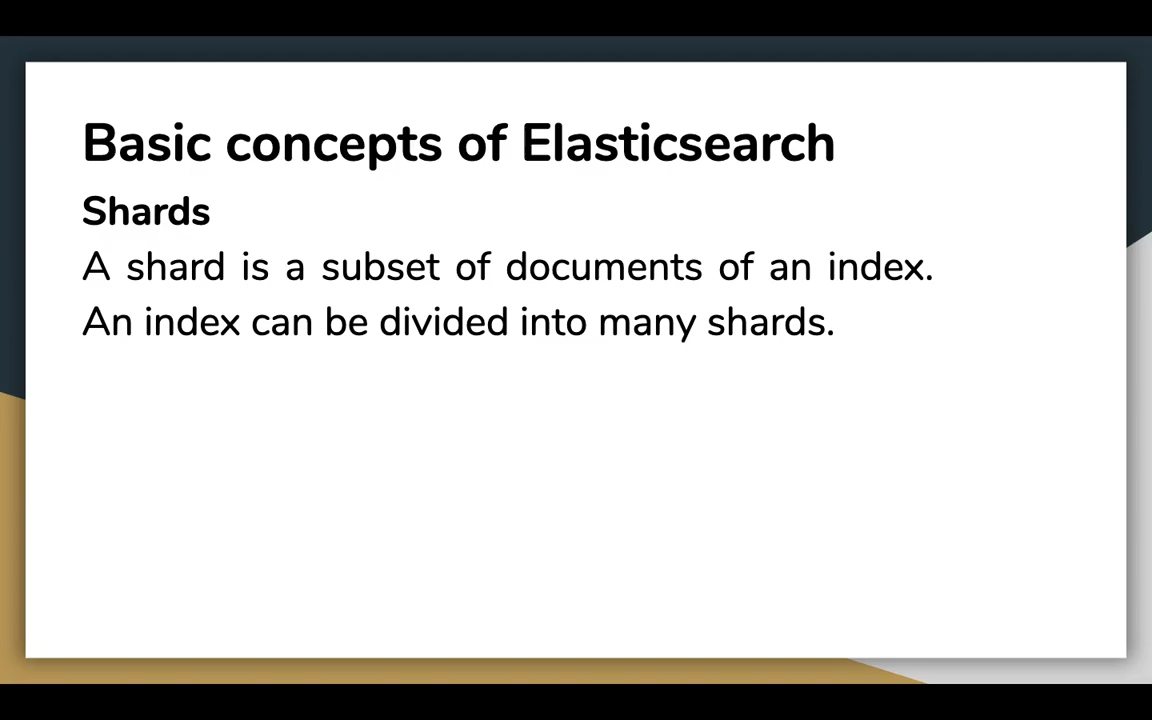 Basic concepts of Elasticsearch
Shards
A shard is a subset of documents of an index.
An index can be divided into many shards.